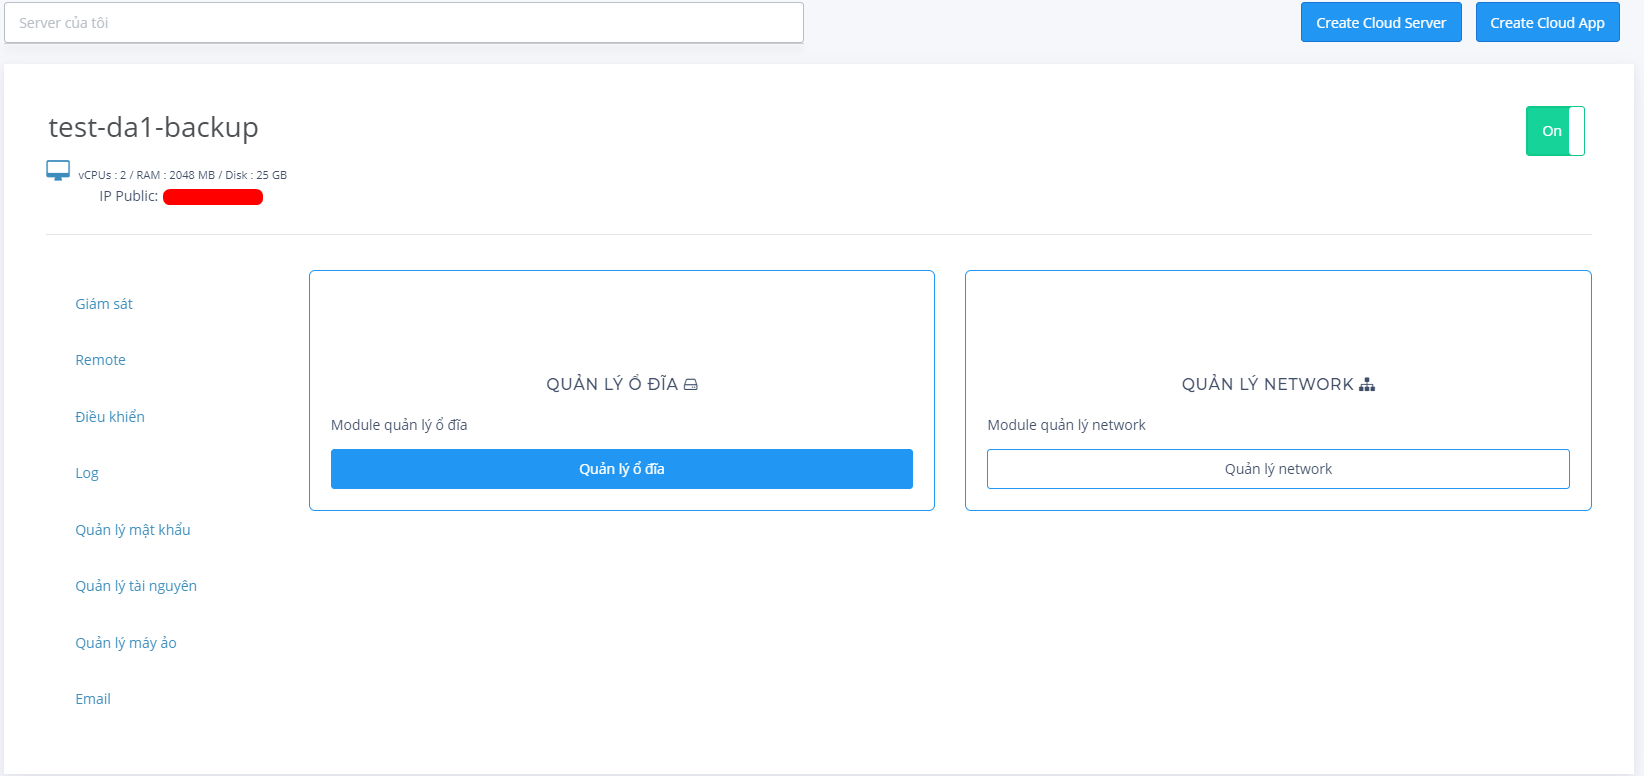 Server của tôi
Create Cloud Server
Create Cloud App
test-da1-backup
On
vCPUs : 2 / RAM : 2048 MB / Disk : 25 GB
IP Public:
Giám sát
Remote
Điều khiển
Log
Quản lý mật khẩu
Quản lý tài nguyên
Quản lý máy ảo
Email
QUẢN LÝ Ổ ĐĨA
Module quản lý ổ đĩa
Quản lý ổ đĩa
QUẢN LÝ NETWORK
Module quản lý network
Quản lý network